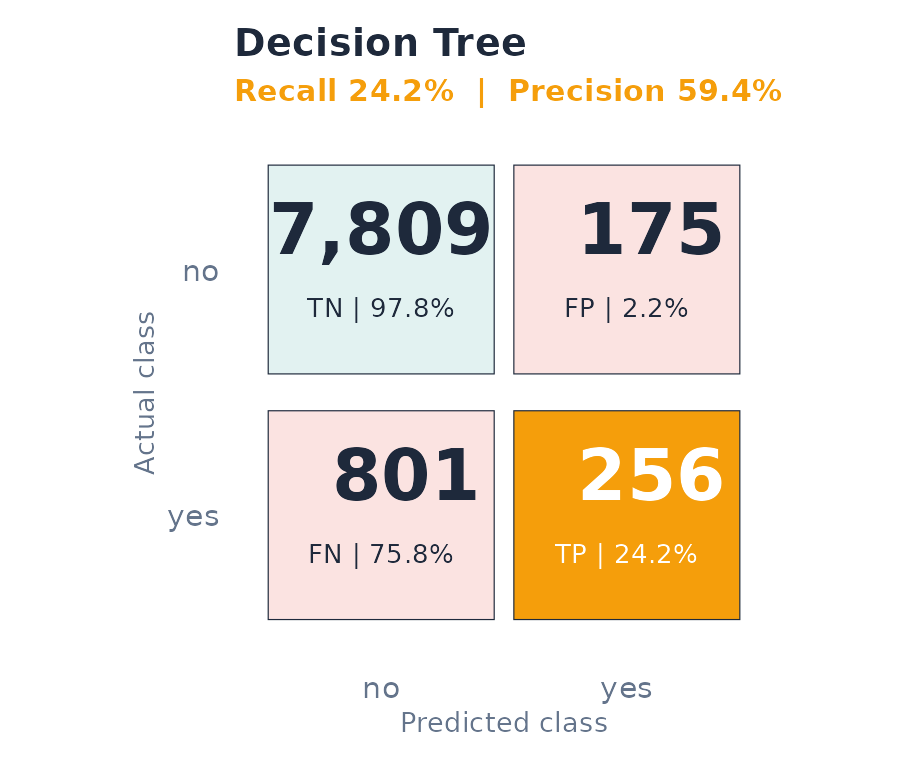 Decision Tree
Recall 24.2% | Precision 59.4%
7,809
175
no
TN | 97.8%
FP | 2.2%
Actual class
801
256
yes
FN | 75.8%
TP | 24.2%
no
yes
Predicted class